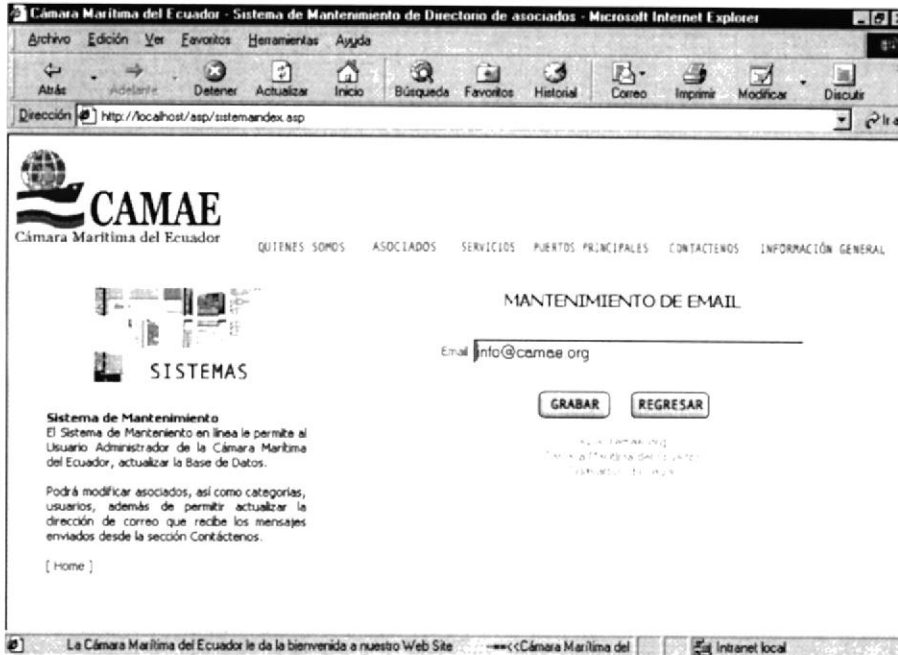 Cámara Marítima del Ecuador - Sistema de Mantenimiento de Directorio de asociados - Microsoft Internet Explorer
Archivo Edición Ver Favoritos Herramientas Ayuda
Atrás Adelante Detener Actualizar Inicio Búsqueda Favoritos Historial Correo Imprimir Modificar Discutir
Dirección http://localhost/asp/sistemaindex.asp Ir a
CAMAE
Cámara Marítima del Ecuador
QUIENES SOMOS ASOCIADOS SERVICIOS PUERTOS PRINCIPALES CONTACTENOS INFORMACIÓN GENERAL
SISTEMAS
Sistema de Mantenimiento
El Sistema de Manteniento en línea le permite al
Usuario Administrador de la Cámara Marítima
del Ecuador, actualizar la Base de Datos.
Podrá modificar asociados, así como categorías,
usuarios, además de permitir actualizar la
dirección de correo que recibe los mensajes
enviados desde la sección Contáctenos.
[ Home ]
MANTENIMIENTO DE EMAIL
Email info@camae.org
GRABAR REGRESAR
La Cámara Marítima del Ecuador le da la bienvenida a nuestro Web Site ---==<<Cámara Marítima del
Intranet local